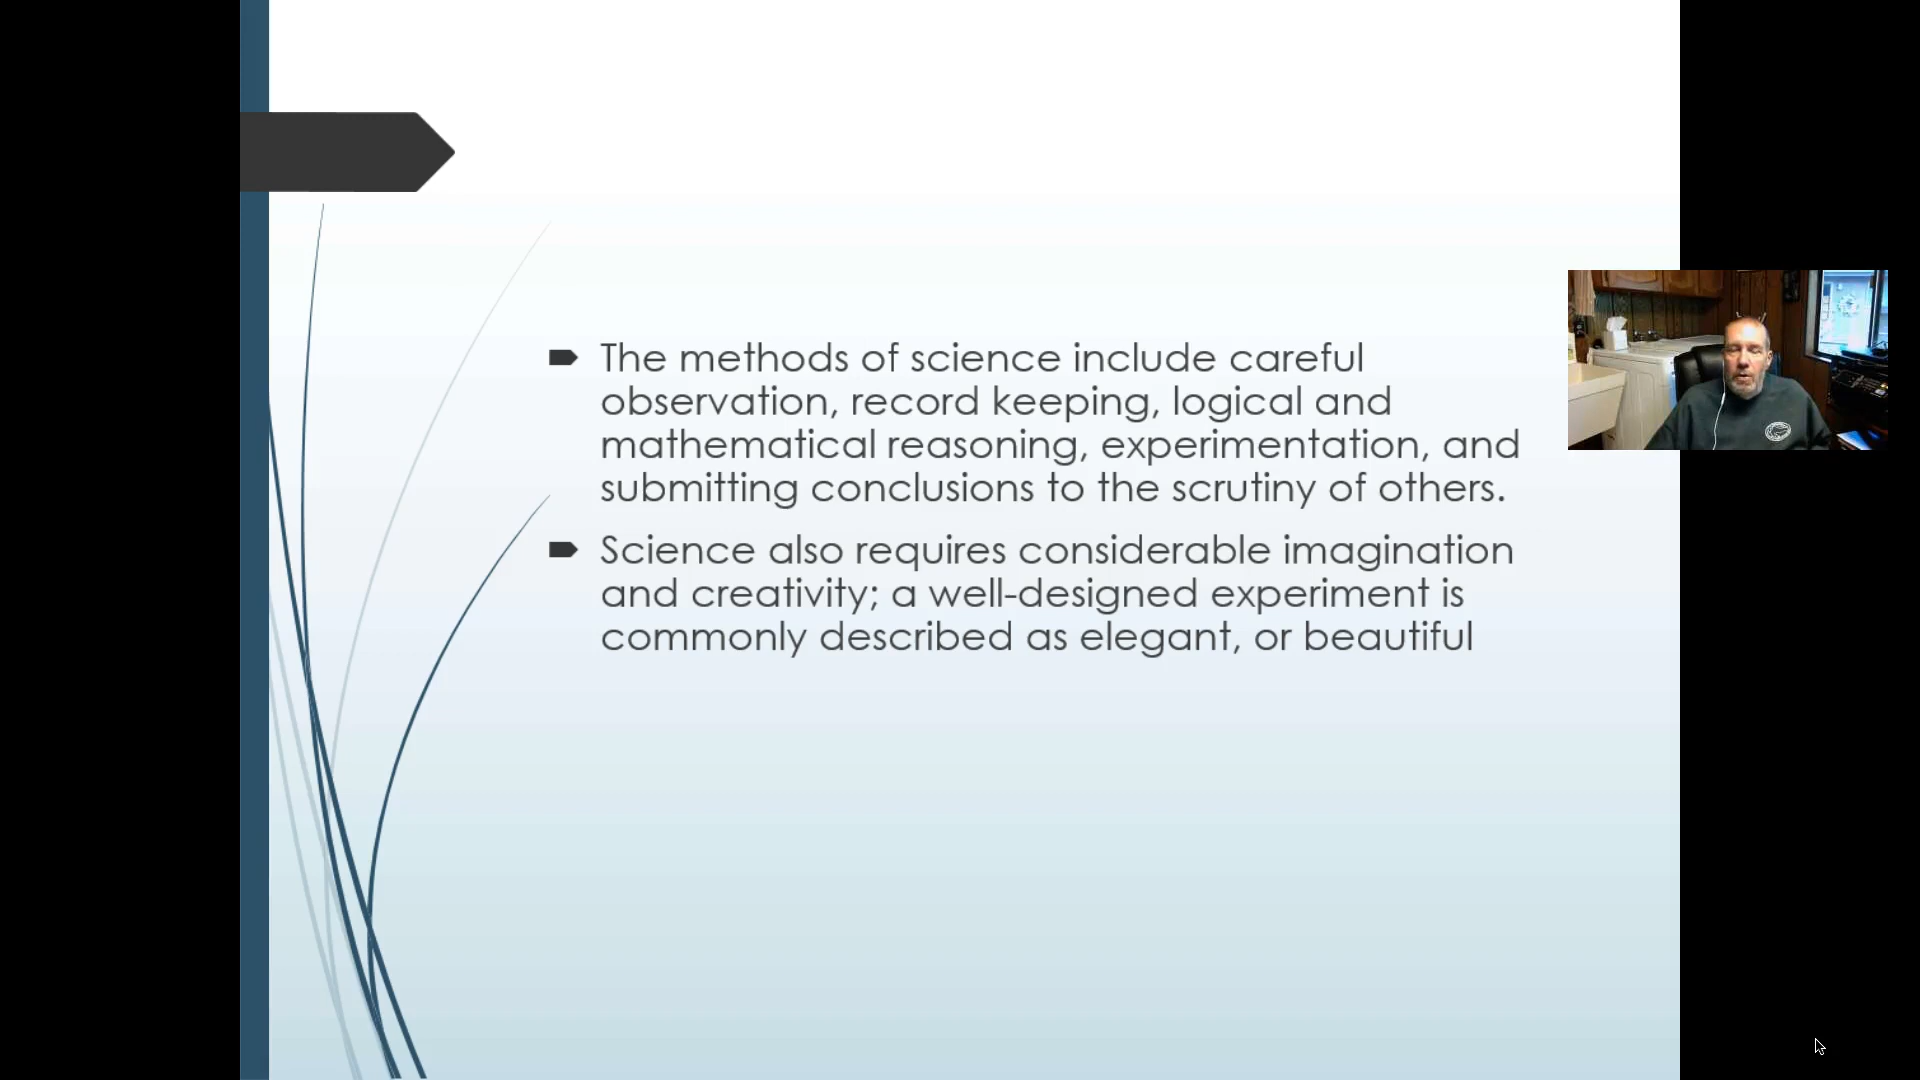 The methods of science include careful
observation, record keeping, logical and
mathematical reasoning, experimentation, and
submitting conclusions to the scrutiny of others.
Science also requires considerable imagination
and creativity; a well-designed experiment is
commonly described as elegant, or beautiful